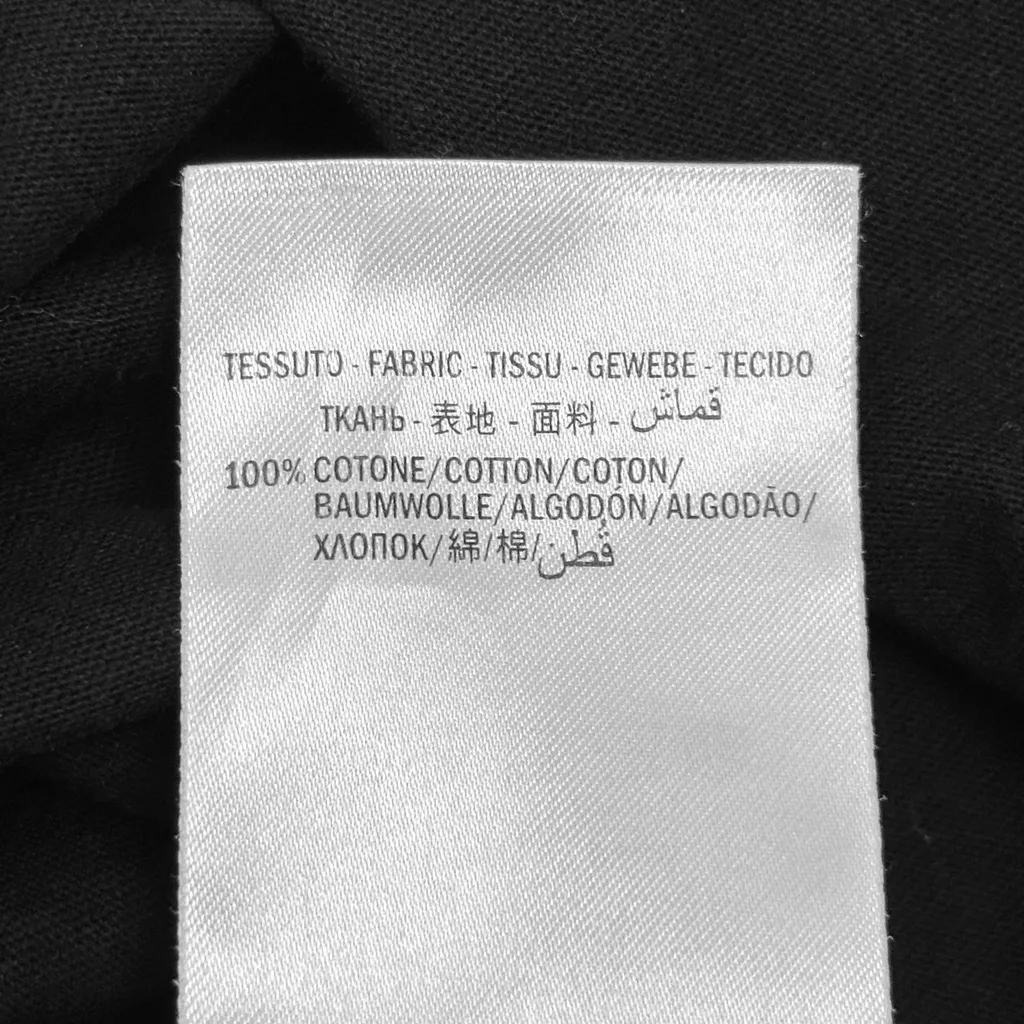 TESSUTO - FABRIC - TISSU - GEWEBE - TECIDO
ТКАНЬ - 表地 - 面料 - قماش
100% COTONE/COTTON/COTON/
BAUMWOLLE/ALGODÓN/ALGODÃO/
ХЛОПОК/綿/棉/قُطن